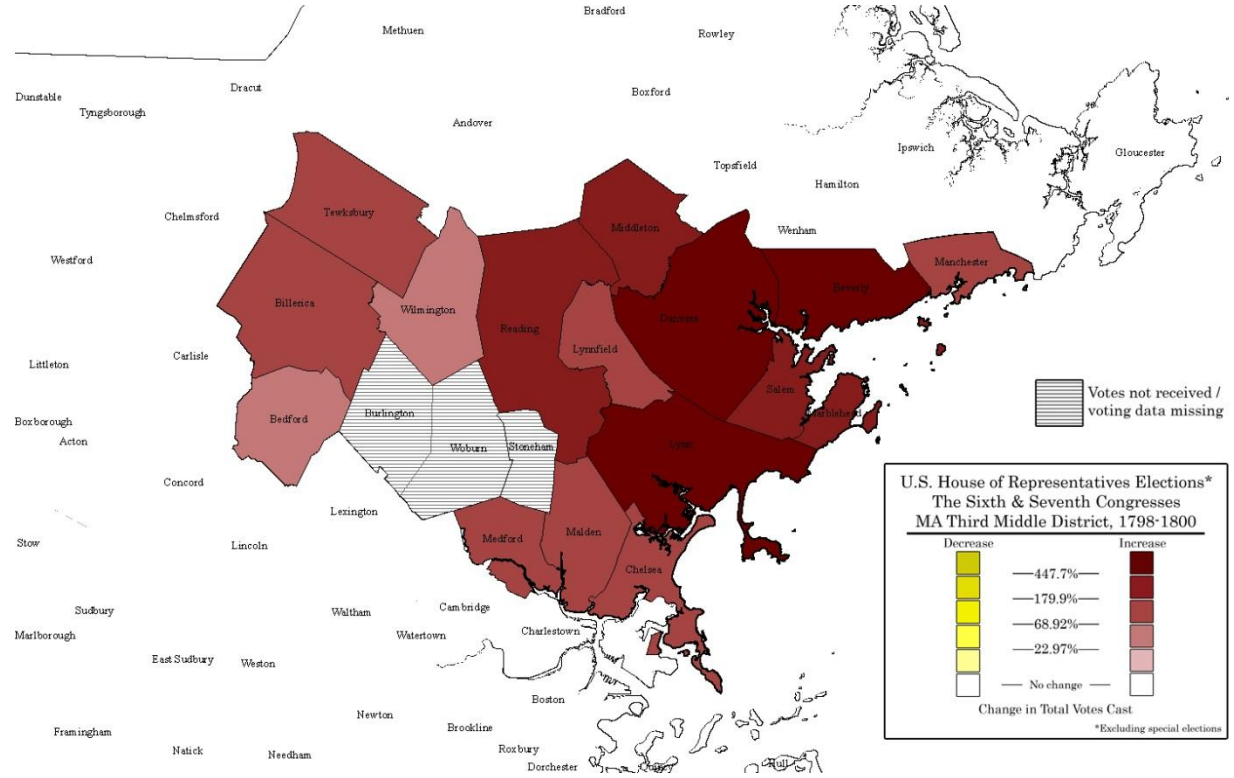 Bradford
Methuen
Rowley
Dracut
Dunstable
Boxford
Tyngsborough
Andover
Ipswich
Gloucester
Topsfield
Hamilton
Tewksbury
Chelmsford
Middleton
Wenham
Westford
Manchester
Beverly
Billerica
Wilmington
Danvers
Reading
Lynnfield
Carlisle
Littleton
Salem
Burlington
Marblehead
Bedford
Boxborough
Acton
Woburn
Stoneham
Lynn
Concord
Lexington
Medford
Malden
Stow
Lincoln
Chelsea
Sudbury
Waltham
Cambridge
Marlborough
Watertown
Charlestown
East Sudbury
Weston
Boston
Newton
Brookline
Framingham
Natick
Needham
Roxbury
Dorchester
Quincy
Hull
Votes not received /
voting data missing
U.S. House of Representatives Elections*
The Sixth & Seventh Congresses
MA Third Middle District, 1798-1800
Decrease Increase
447.7%
179.9%
68.92%
22.97%
No change
Change in Total Votes Cast
*Excluding special elections